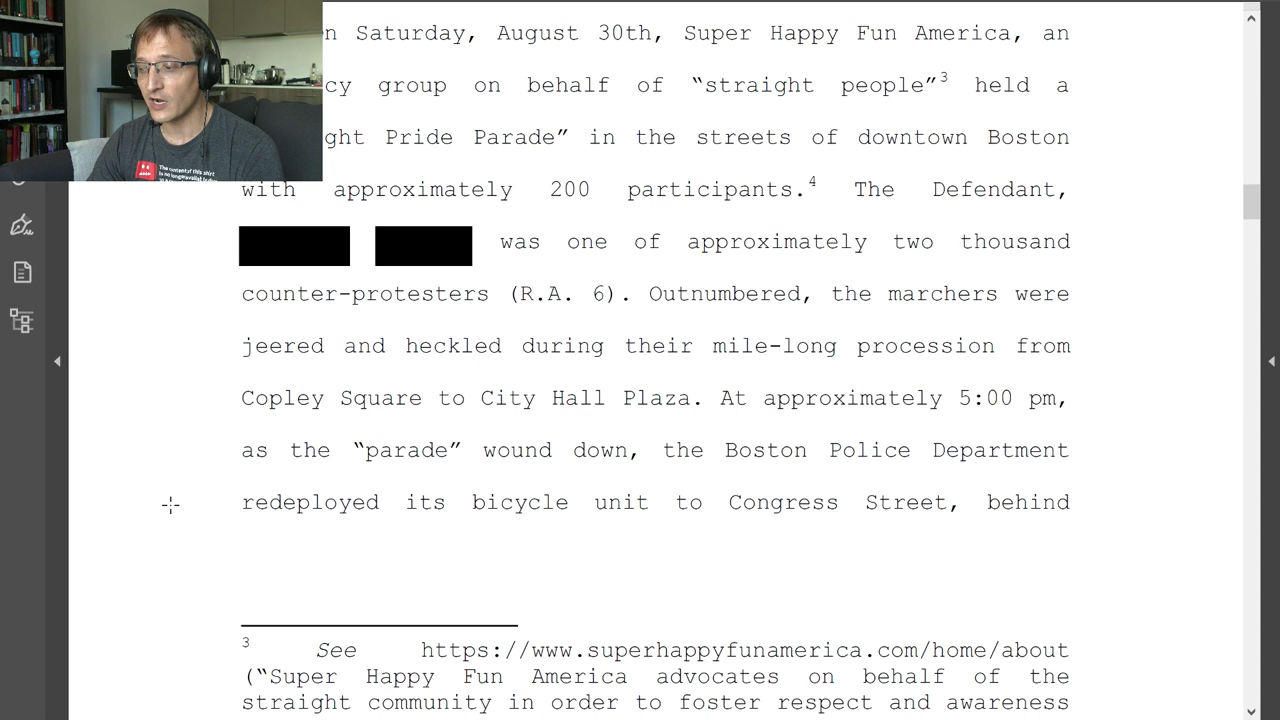 n Saturday, August 30th, Super Happy Fun America, an
cy group on behalf of “straight people”3 held a
ght Pride Parade” in the streets of downtown Boston
with approximately 200 participants.4 The Defendant,
was one of approximately two thousand
counter-protesters (R.A. 6). Outnumbered, the marchers were
jeered and heckled during their mile-long procession from
Copley Square to City Hall Plaza. At approximately 5:00 pm,
as the “parade” wound down, the Boston Police Department
redeployed its bicycle unit to Congress Street, behind
3 See https://www.superhappyfunamerica.com/home/about
(“Super Happy Fun America advocates on behalf of the
straight community in order to foster respect and awareness